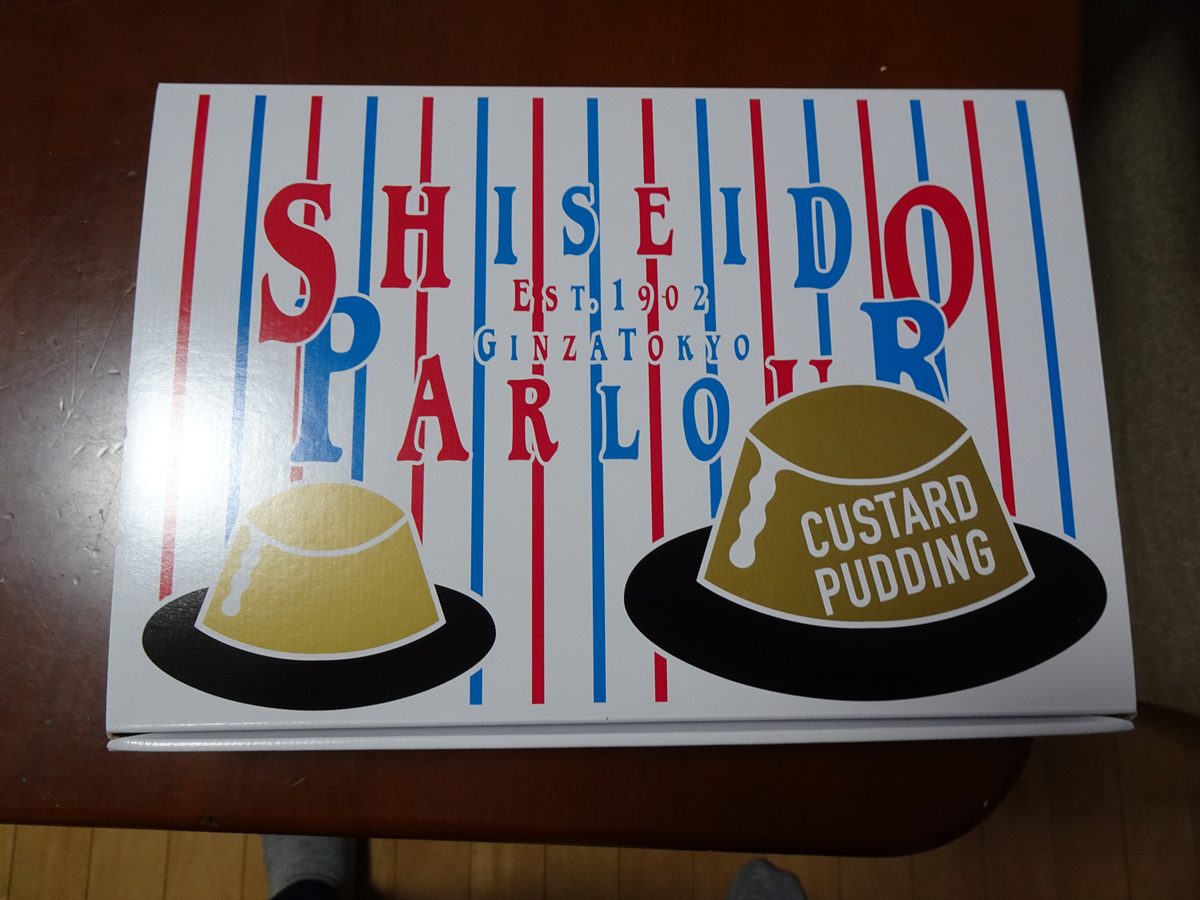 SHISEIDO
EST. 1902
GINZA TOKYO
PARLOUR
CUSTARD
PUDDING